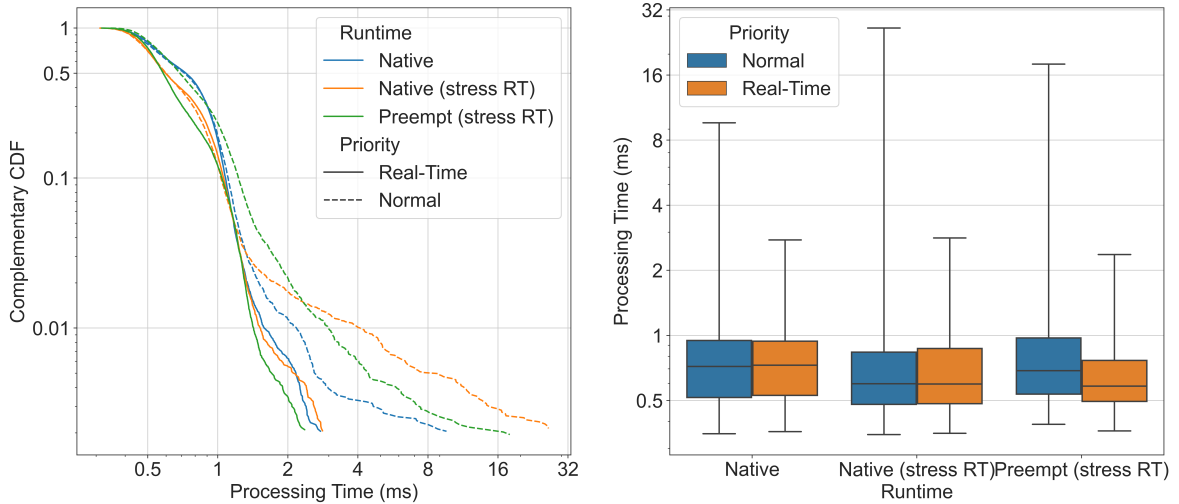 Complementary CDF
1
0.5
0.1
0.01
0.5 1 2 4 8 16 32
Processing Time (ms)
Runtime
Native
Native (stress RT)
Preempt (stress RT)
Priority
Real-Time
Normal
Processing Time (ms)
32
16
8
4
2
1
0.5
Priority
Normal
Real-Time
Native Native (stress RT) Preempt (stress RT)
Runtime